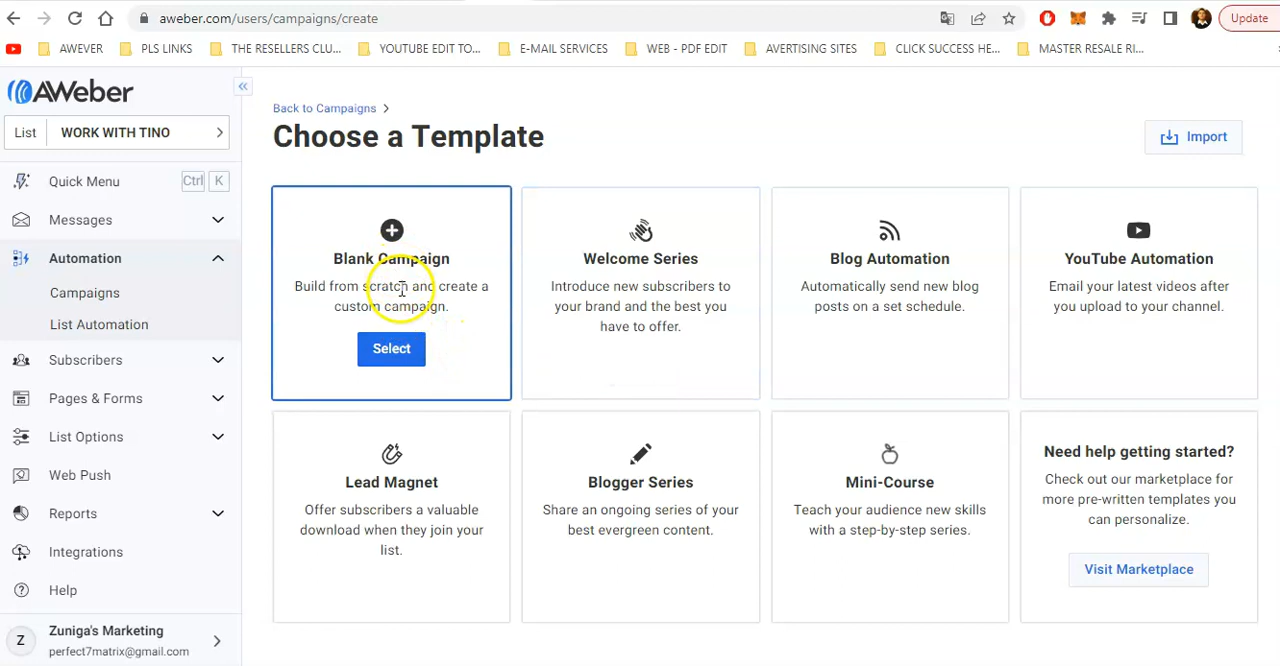 aweber.com/users/campaigns/create
Update
AWEVER
PLS LINKS
THE RESELLERS CLU...
YOUTUBE EDIT TO...
E-MAIL SERVICES
WEB - PDF EDIT
AVERTISING SITES
CLICK SUCCESS HE...
MASTER RESALE RI...
AWeber
List
WORK WITH TINO
Quick Menu
Ctrl
K
Messages
Automation
Campaigns
List Automation
Subscribers
Pages & Forms
List Options
Web Push
Reports
Integrations
Help
Z
Zuniga's Marketing
perfect7matrix@gmail.com
Back to Campaigns
Choose a Template
Import
Blank Campaign
Build from scratch and create a
custom campaign.
Select
Welcome Series
Introduce new subscribers to
your brand and the best you
have to offer.
Blog Automation
Automatically send new blog
posts on a set schedule.
YouTube Automation
Email your latest videos after
you upload to your channel.
Lead Magnet
Offer subscribers a valuable
download when they join your
list.
Blogger Series
Share an ongoing series of your
best evergreen content.
Mini-Course
Teach your audience new skills
with a step-by-step series.
Need help getting started?
Check out our marketplace for
more pre-written templates you
can personalize.
Visit Marketplace